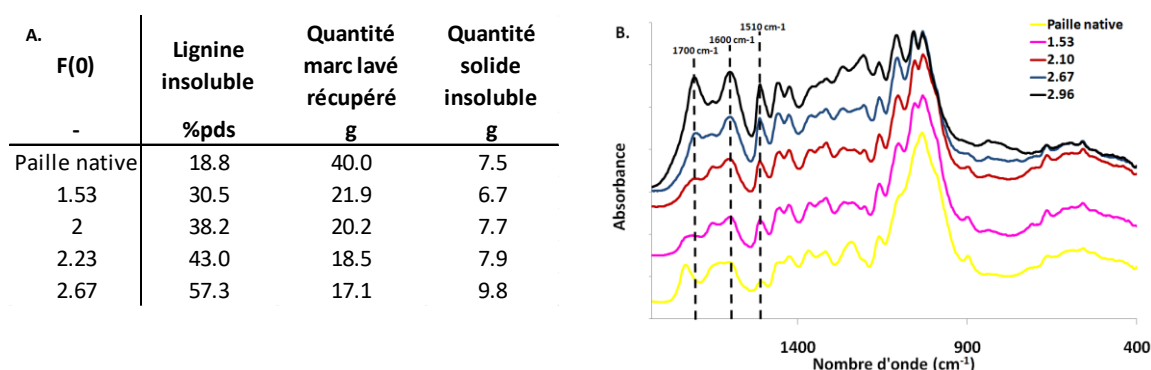 A.
F(0) Lignine insoluble Quantité marc lavé récupéré Quantité solide insoluble
- %pds g g
Paille native 18.8 40.0 7.5
1.53 30.5 21.9 6.7
2 38.2 20.2 7.7
2.23 43.0 18.5 7.9
2.67 57.3 17.1 9.8
B.
1700 cm-1
1600 cm-1
1510 cm-1
Paille native
1.53
2.10
2.67
2.96
Absorbance
1400 900 400
Nombre d'onde (cm-1)